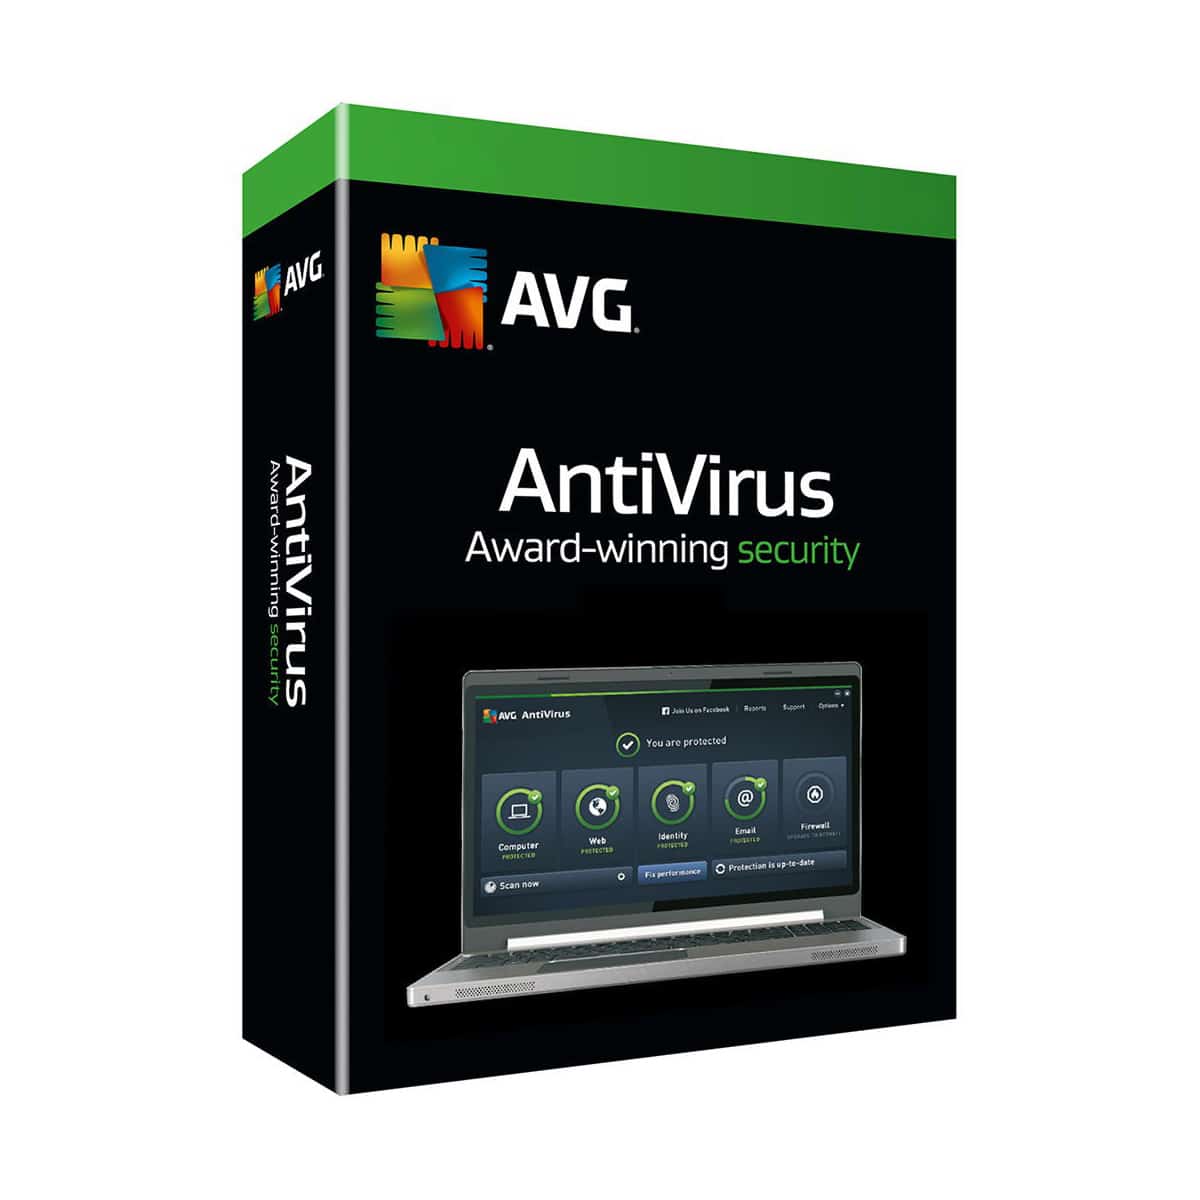 AVG
AntiVirus
Award-winning security
AVG
AntiVirus
Award-winning security
AVG AntiVirus
Join Us on Facebook Reports Support Options
You are protected
Computer
PROTECTED
Web
PROTECTED
Identity
PROTECTED
Email
PROTECTED
Firewall
Scan now
Fix performance
Protection is up-to-date